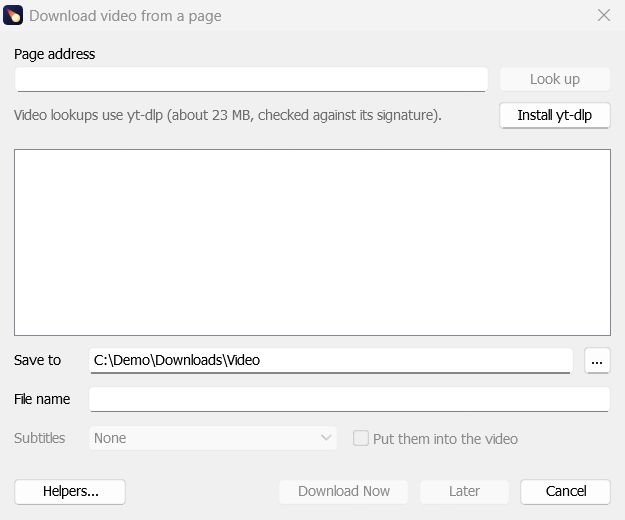 Download video from a page
Page address
Look up
Video lookups use yt-dlp (about 23 MB, checked against its signature).
Install yt-dlp
Save to
C:\Demo\Downloads\Video
...
File name
Subtitles
None
Put them into the video
Helpers...
Download Now
Later
Cancel